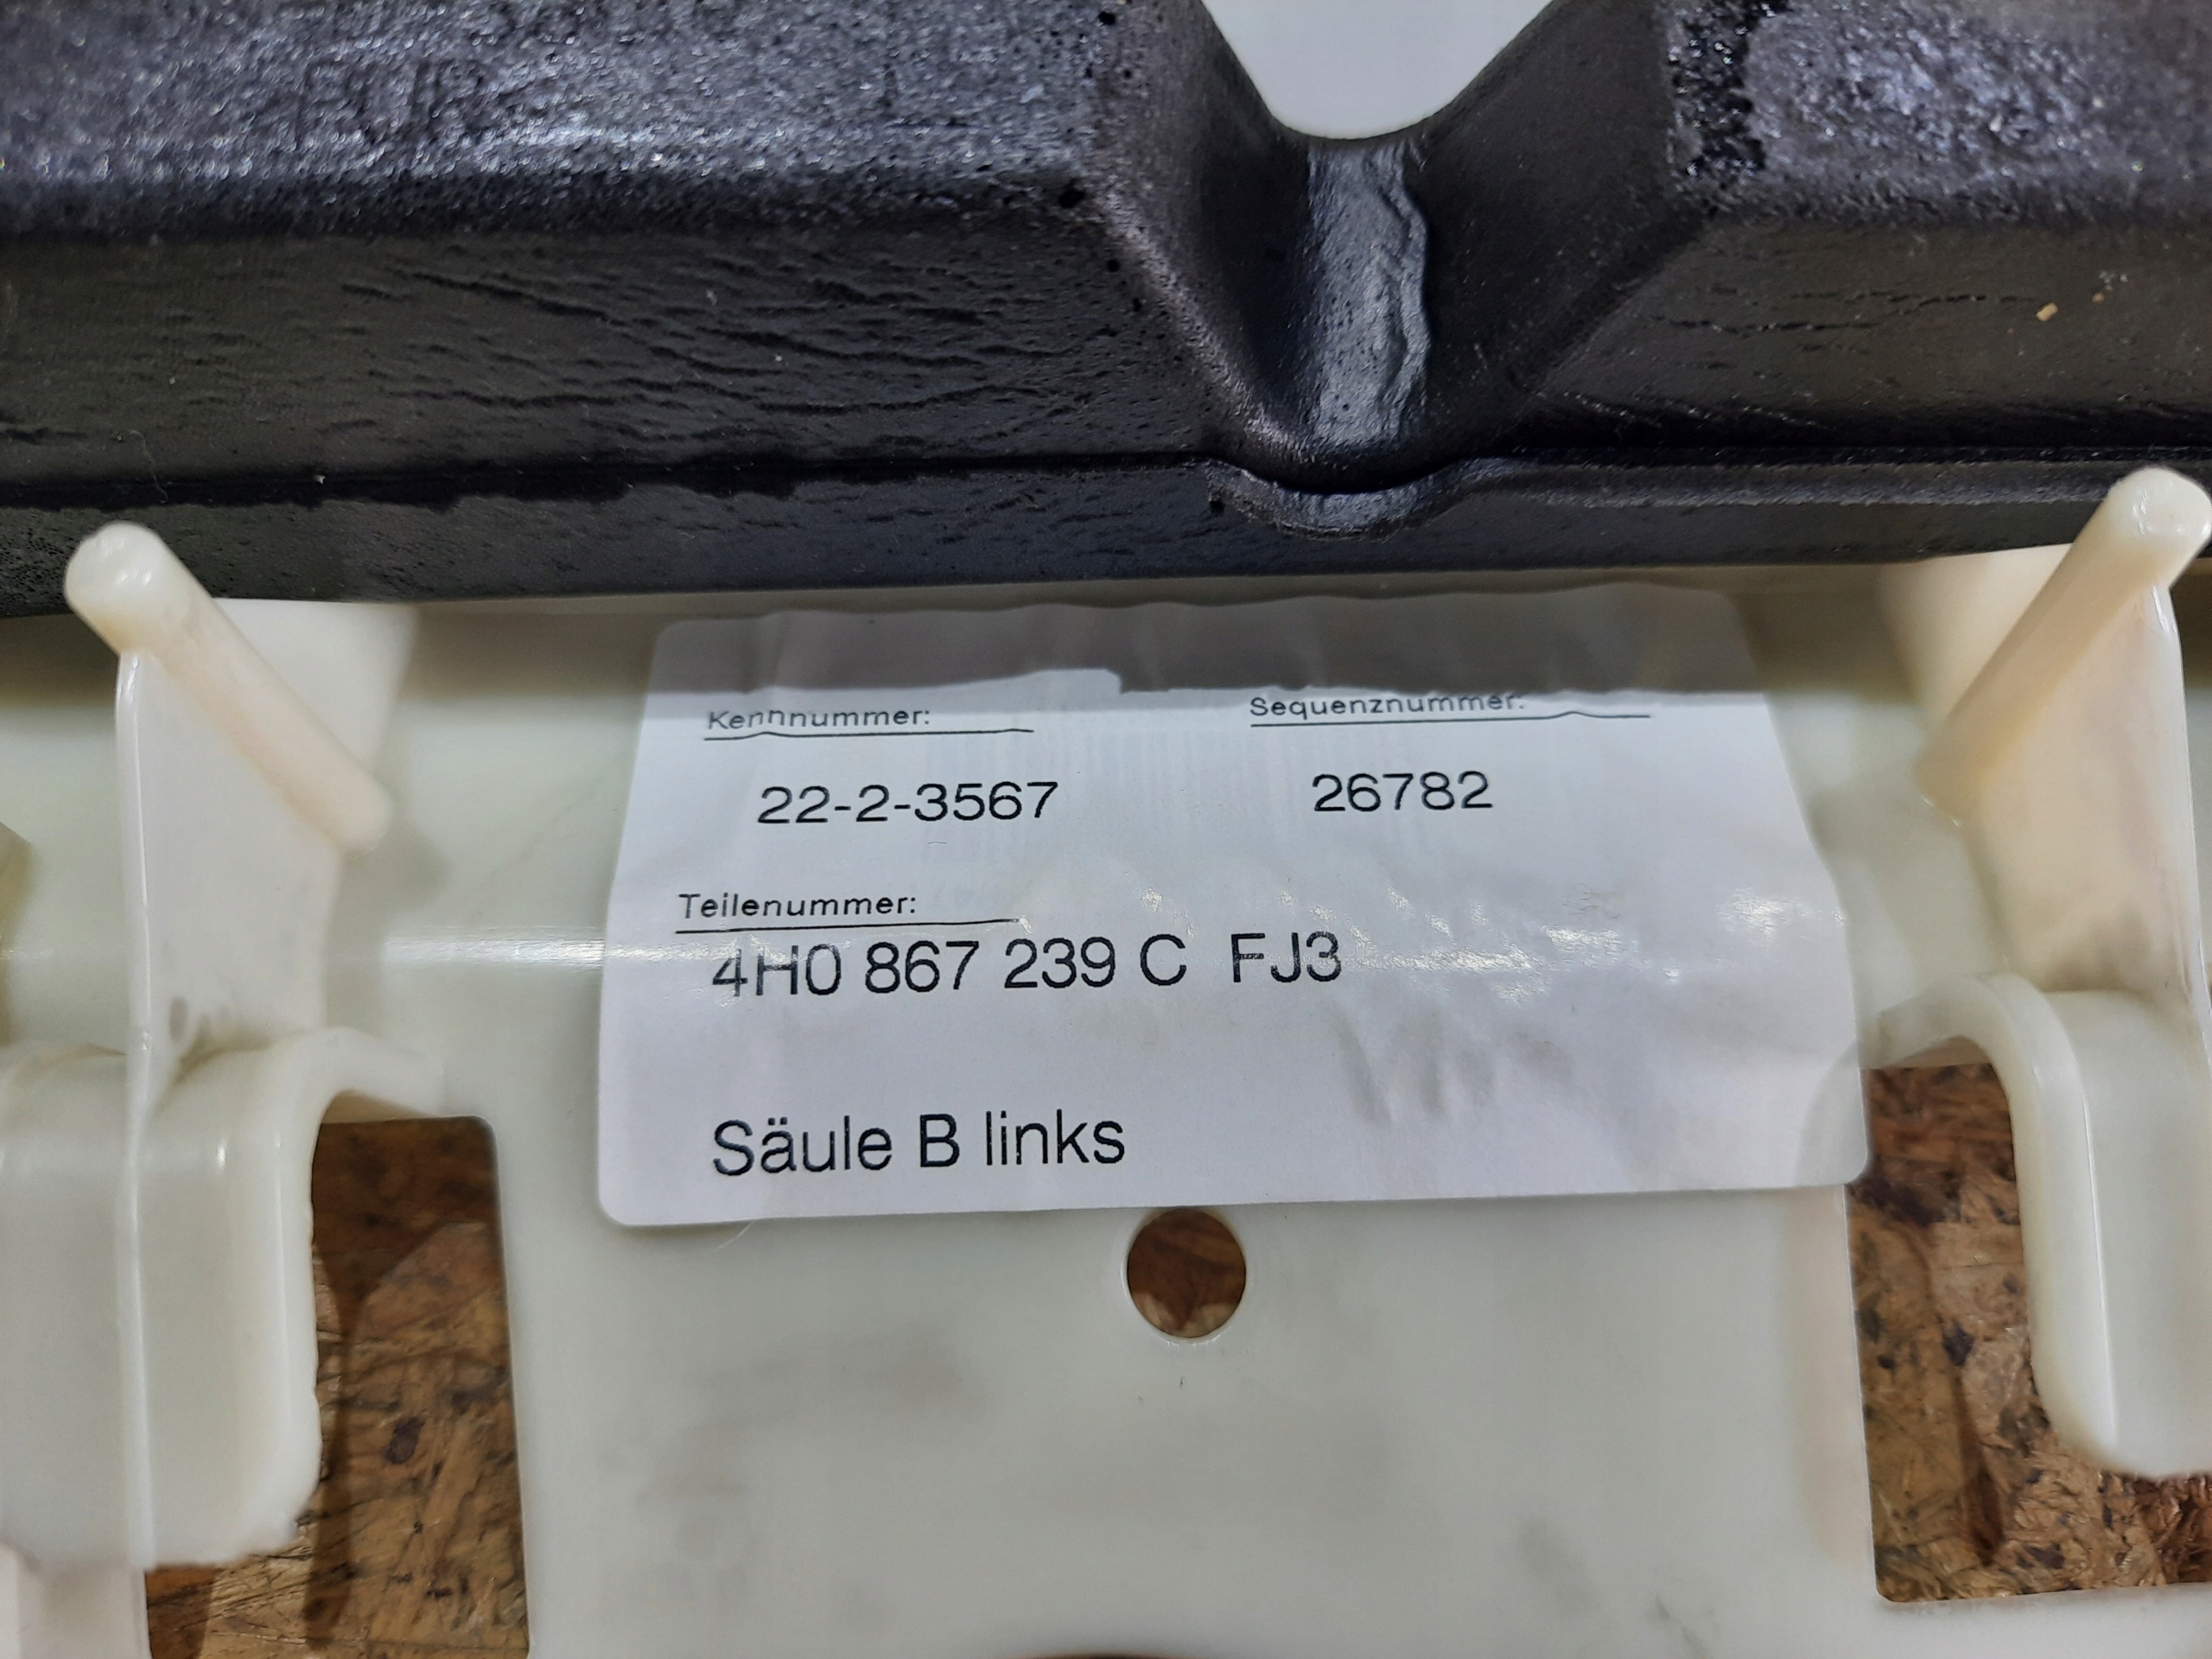 Kennnummer: Sequenznummer:
22-2-3567 26782
Teilenummer:
4H0 867 239 C FJ3
Säule B links